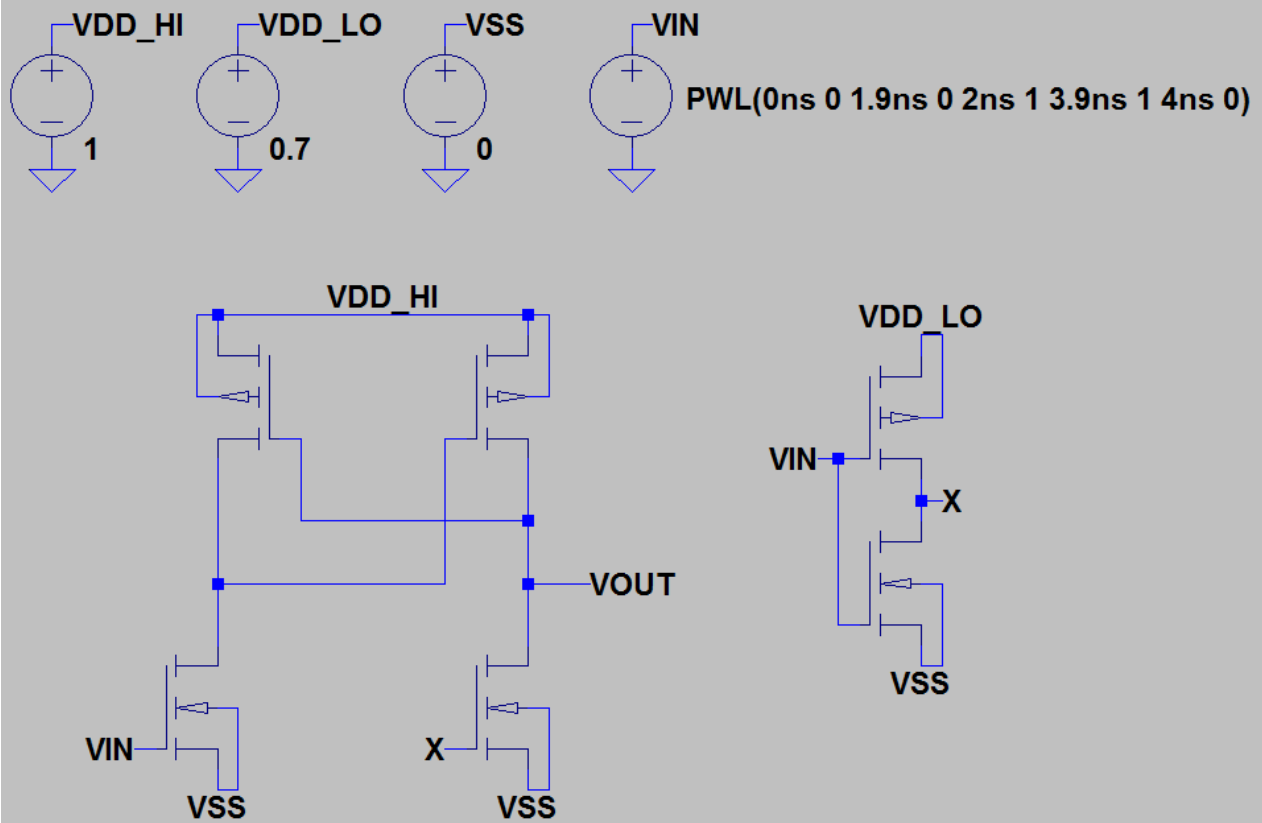 VDD_HI
VDD_LO
VSS
VIN
PWL(0ns 0 1.9ns 0 2ns 1 3.9ns 1 4ns 0)
1
0.7
0
VDD_HI
VDD_LO
VIN
X
VOUT
VSS
VIN
X
VSS
VSS